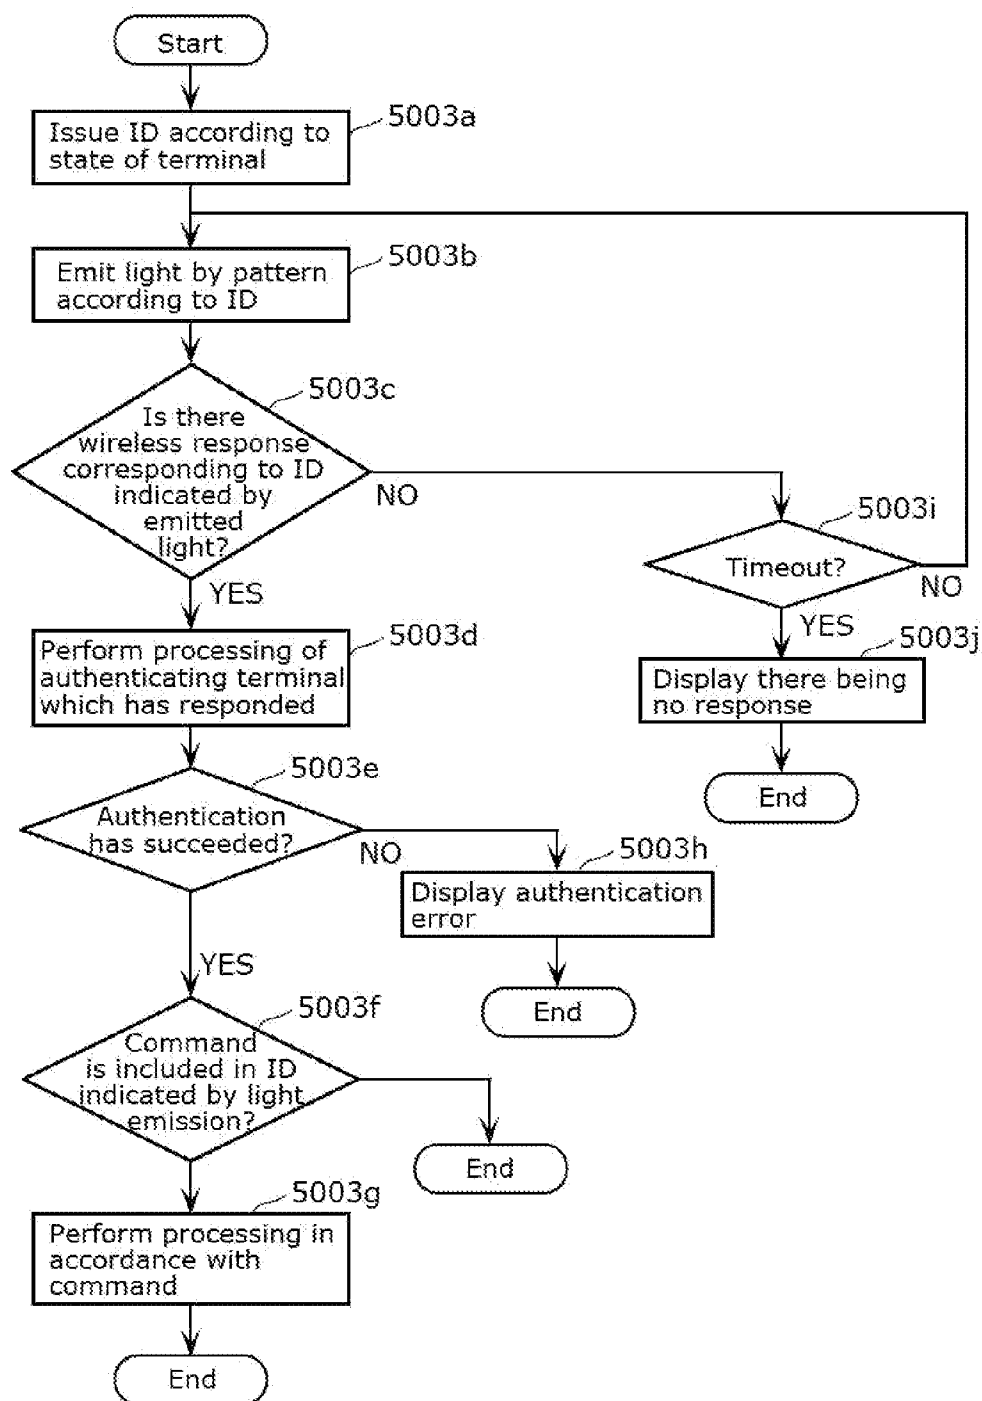 Start
5003a
Issue ID according to
state of terminal
5003b
Emit light by pattern
according to ID
5003c
Is there
wireless response
corresponding to ID
indicated by
emitted
light?
NO
YES
5003i
Timeout?
NO
YES
5003j
Display there being
no response
End
5003d
Perform processing of
authenticating terminal
which has responded
5003e
Authentication
has succeeded?
NO
5003h
Display authentication
error
End
YES
5003f
Command
is included in ID
indicated by light
emission?
End
5003g
Perform processing in
accordance with
command
End